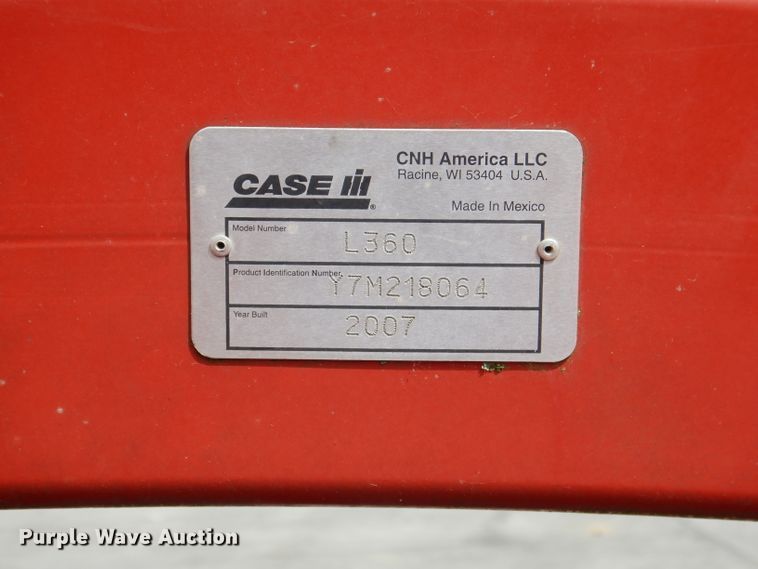 CNH America LLC
Racine, WI 53404 U.S.A.
CASE IH
Made In Mexico
Model Number
L360
Product Identification Number
Y7M218064
Year Built
2007
Purple Wave Auction